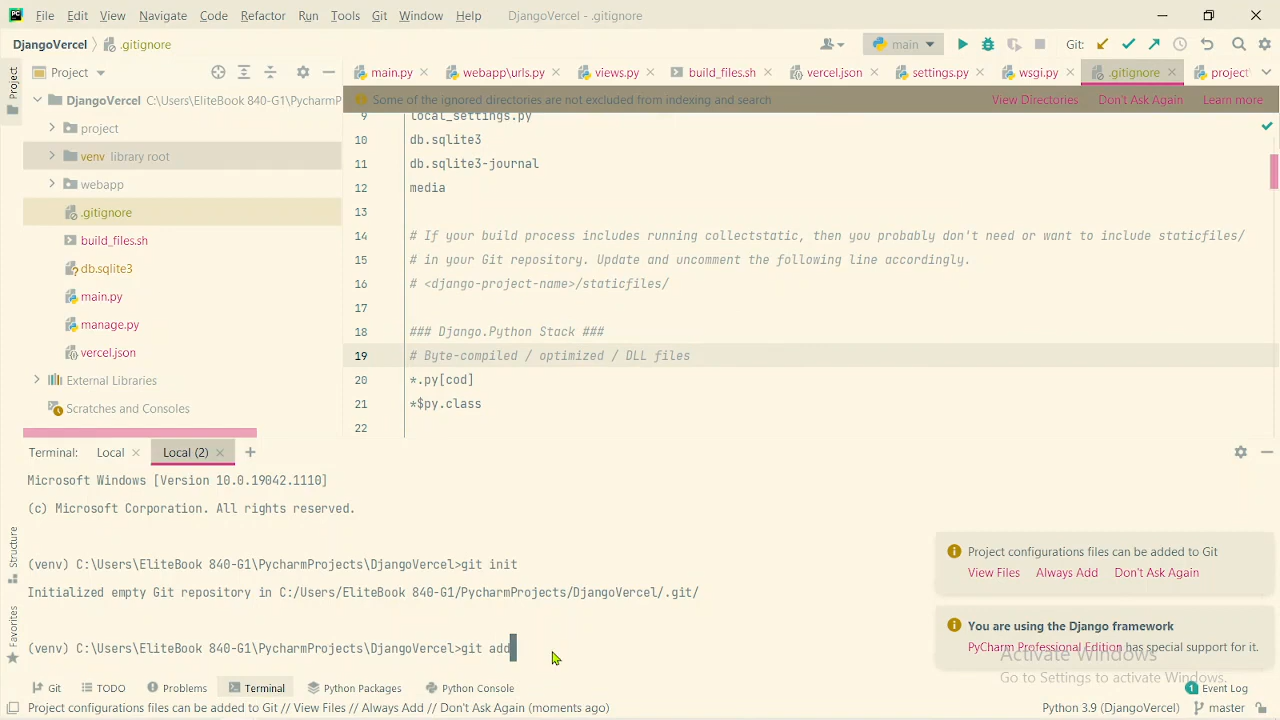 File Edit View Navigate Code Refactor Run Tools Git Window Help DjangoVercel - .gitignore
DjangoVercel .gitignore main Git:
Project main.py webapp\urls.py views.py build_files.sh vercel.json settings.py wsgi.py .gitignore project
Project
DjangoVercel C:\Users\EliteBook 840-G1\PycharmP
Some of the ignored directories are not excluded from indexing and search View Directories Don't Ask Again Learn more
project
venv library root
webapp
.gitignore
build_files.sh
db.sqlite3
main.py
manage.py
vercel.json
External Libraries
Scratches and Consoles
9 local_settings.py
10 db.sqlite3
11 db.sqlite3-journal
12 media
13
14 # If your build process includes running collectstatic, then you probably don't need or want to include staticfiles/
15 # in your Git repository. Update and uncomment the following line accordingly.
16 # <django-project-name>/staticfiles/
17
18 ### Django.Python Stack ###
19 # Byte-compiled / optimized / DLL files
20 *.py[cod]
21 *$py.class
22
Terminal: Local Local (2)
Microsoft Windows [Version 10.0.19042.1110]
(c) Microsoft Corporation. All rights reserved.
(venv) C:\Users\EliteBook 840-G1\PycharmProjects\DjangoVercel>git init
Initialized empty Git repository in C:/Users/EliteBook 840-G1/PycharmProjects/DjangoVercel/.git/
(venv) C:\Users\EliteBook 840-G1\PycharmProjects\DjangoVercel>git add
Structure
Favorites
Project configurations files can be added to Git
View Files Always Add Don't Ask Again
You are using the Django framework
PyCharm Professional Edition has special support for it.
Activate Windows
Go to Settings to activate Windows.
Git TODO Problems Terminal Python Packages Python Console 1 Event Log
Project configurations files can be added to Git // View Files // Always Add // Don't Ask Again (moments ago) Python 3.9 (DjangoVercel) master